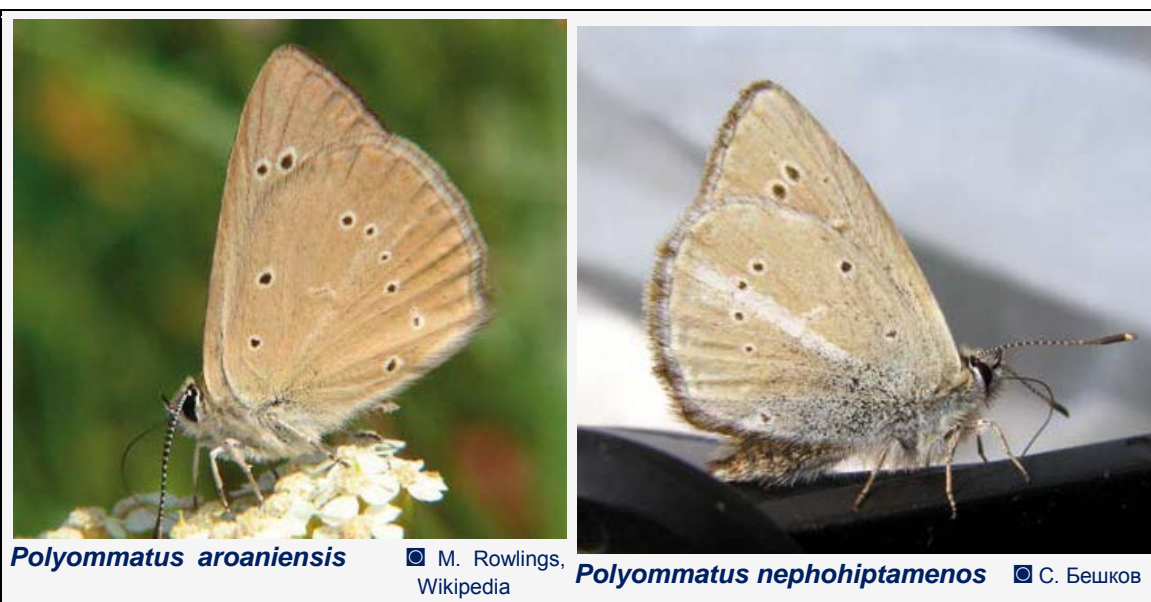 Polyommatus aroaniensis ◙ M. Rowlings,
Wikipedia
Polyommatus nephohiptamenos ◙ С. Бешков